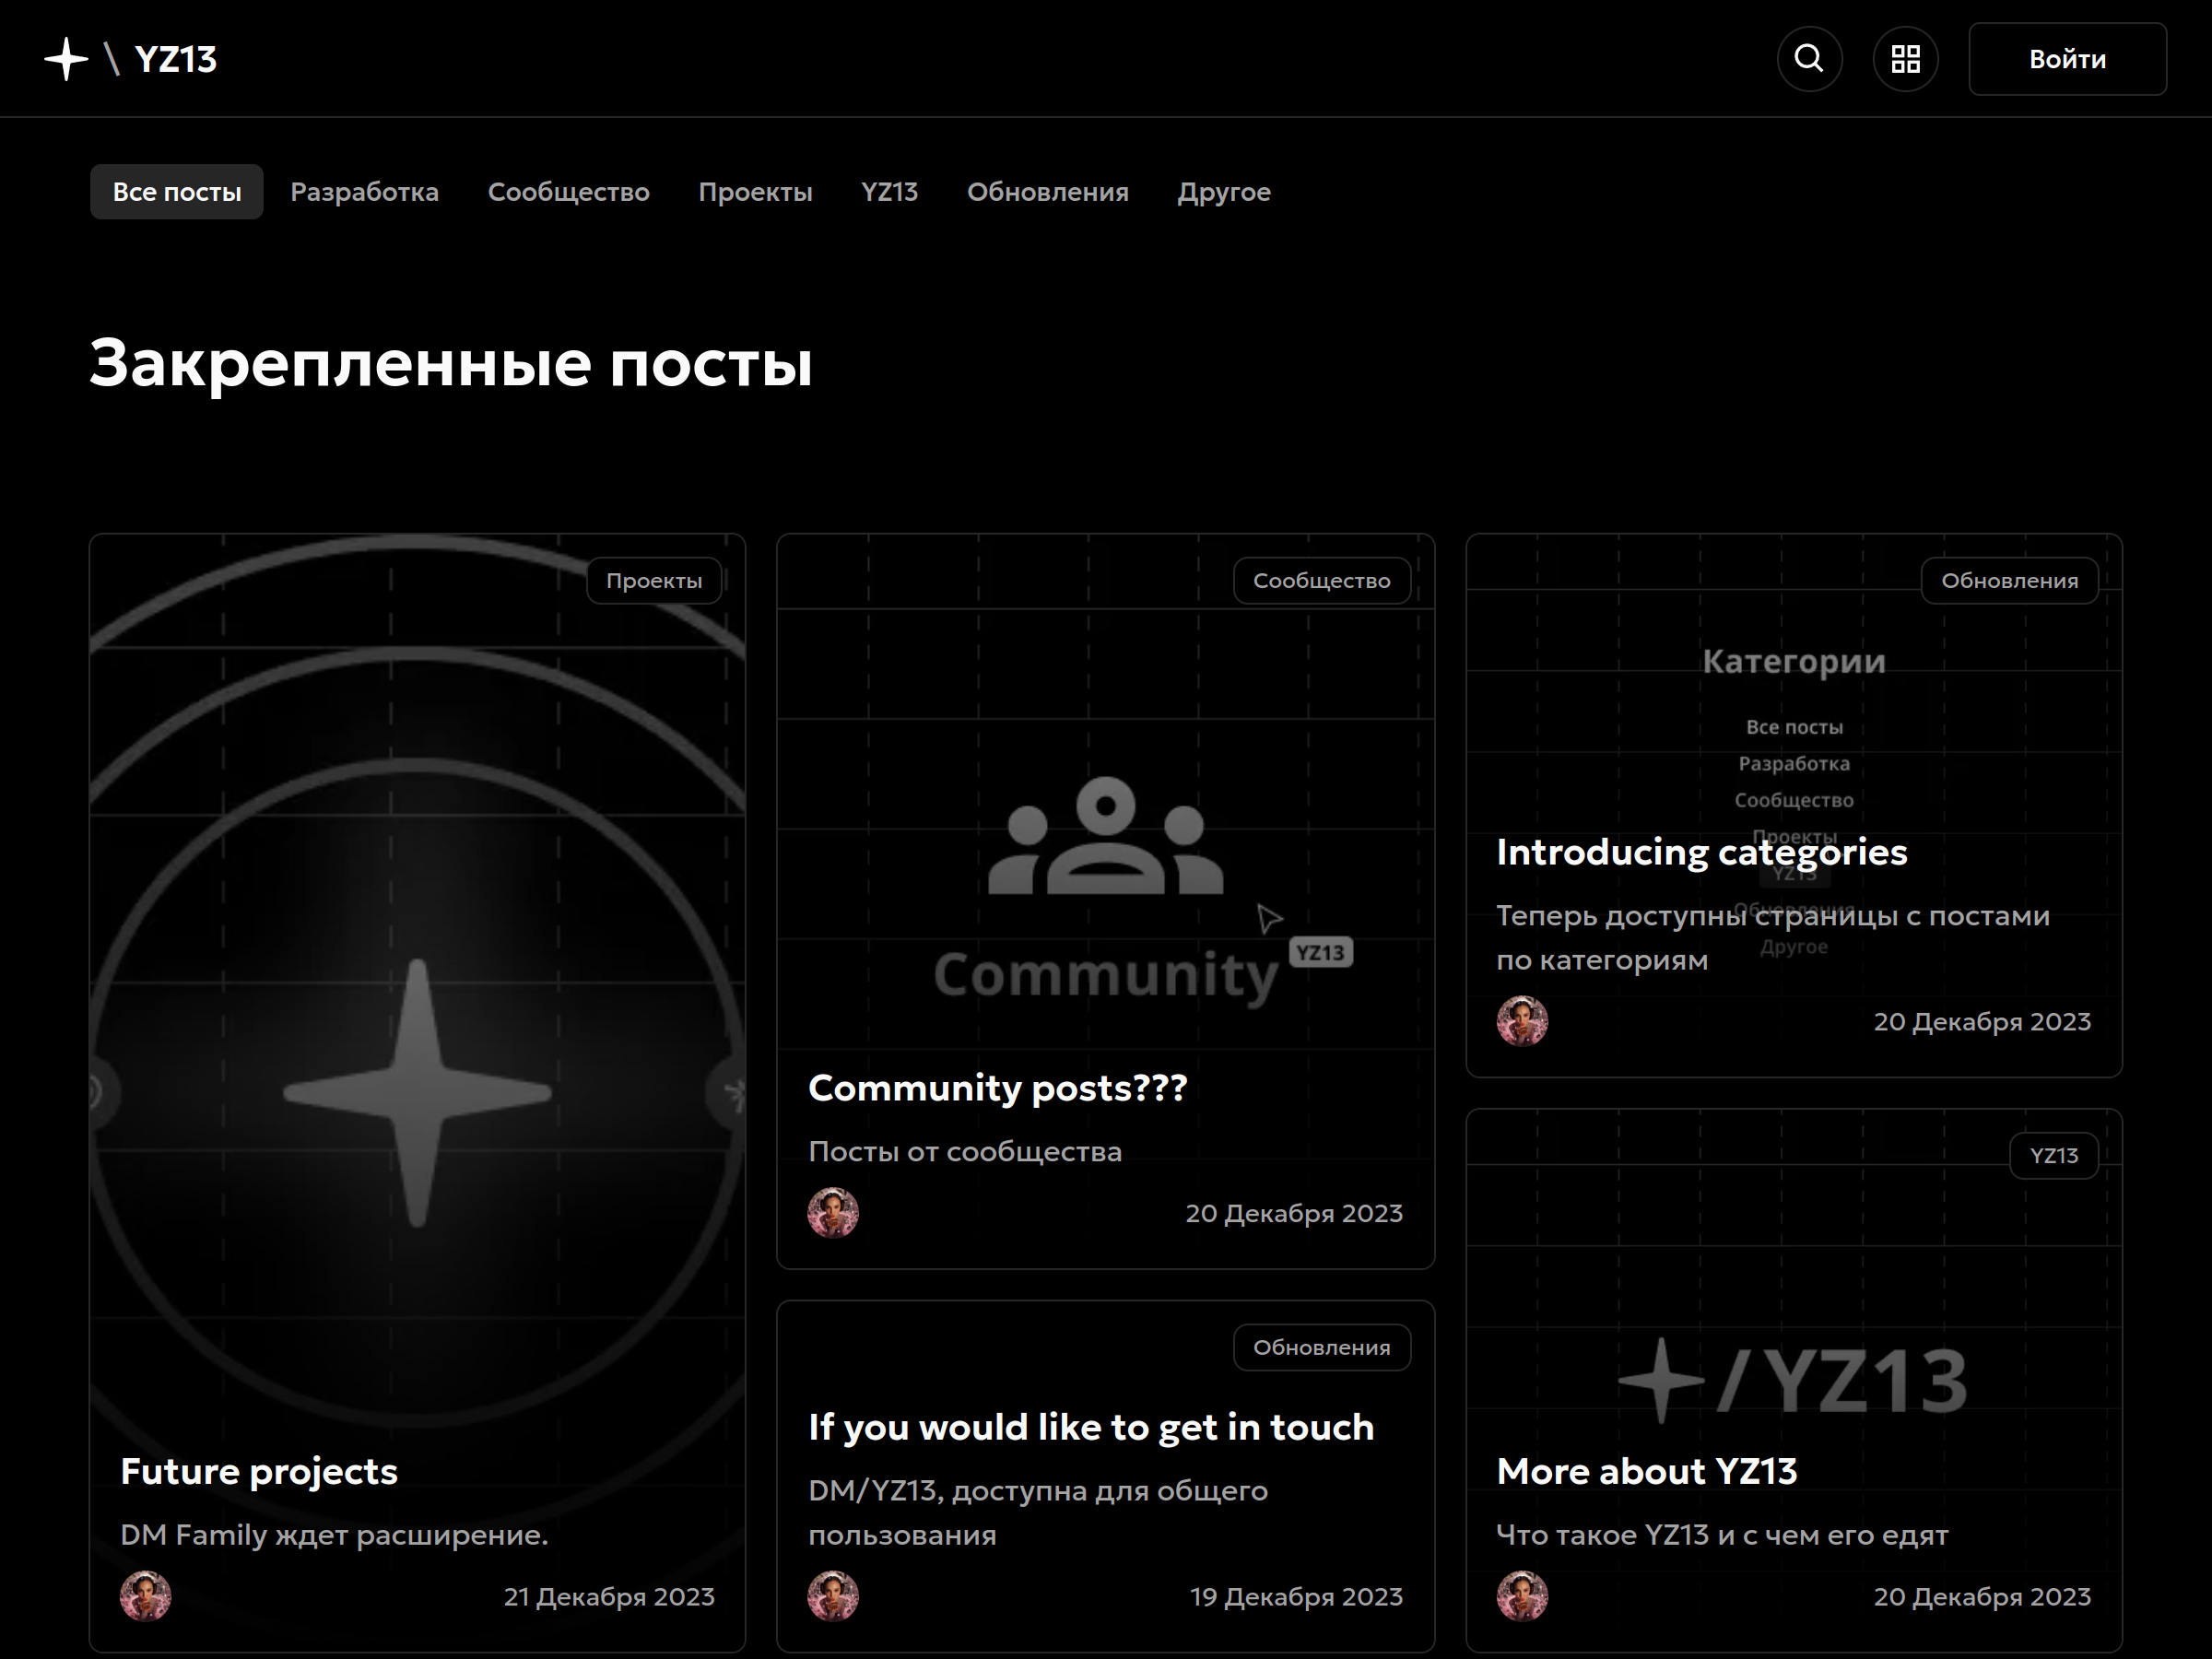 \ YZ13
Войти
Все посты
Разработка
Сообщество
Проекты
YZ13
Обновления
Другое
Закрепленные посты
Проекты
Future projects
DM Family ждет расширение.
21 Декабря 2023
Сообщество
Community
YZ13
Community posts???
Посты от сообщества
20 Декабря 2023
Обновления
If you would like to get in touch
DM/YZ13, доступна для общего
пользования
19 Декабря 2023
Обновления
Категории
Все посты
Разработка
Сообщество
Проекты
YZ13
Обновления
Другое
Introducing categories
Теперь доступны страницы с постами
по категориям
20 Декабря 2023
YZ13
/ YZ13
More about YZ13
Что такое YZ13 и с чем его едят
20 Декабря 2023